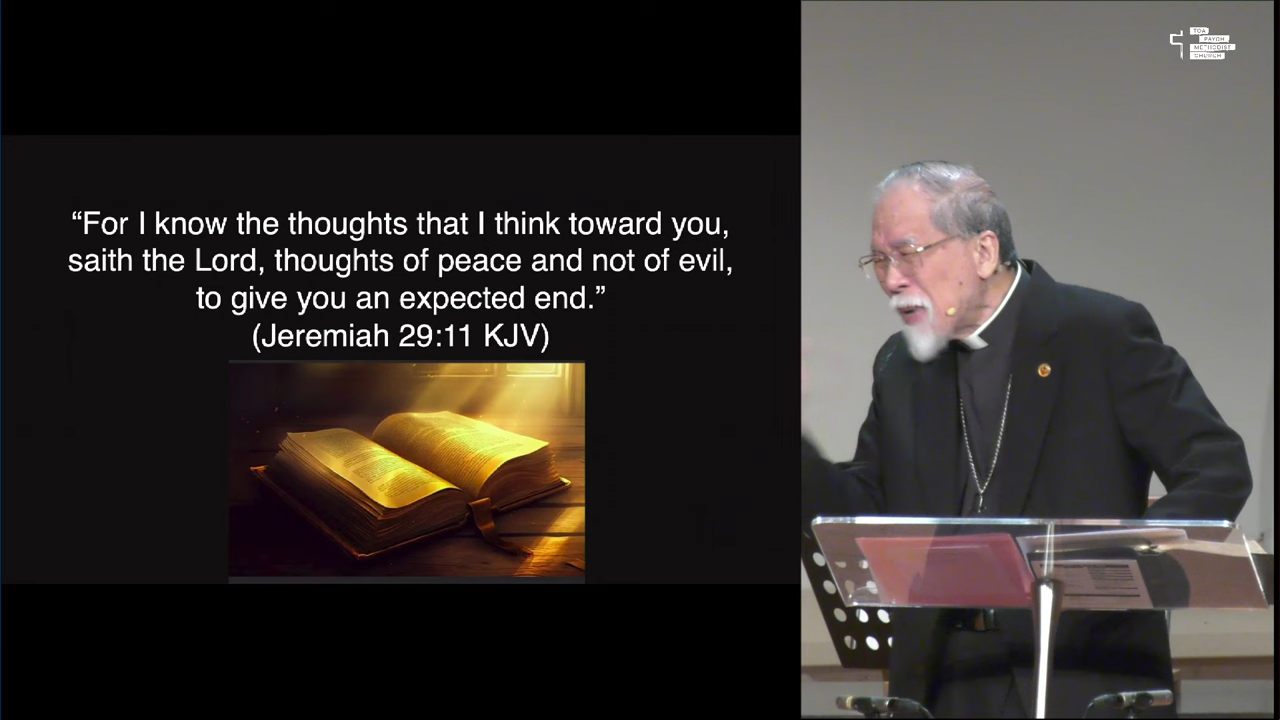 “For I know the thoughts that I think toward you,
saith the Lord, thoughts of peace and not of evil,
to give you an expected end.”
(Jeremiah 29:11 KJV)
TOA
PAYOH
METHODIST
CHURCH